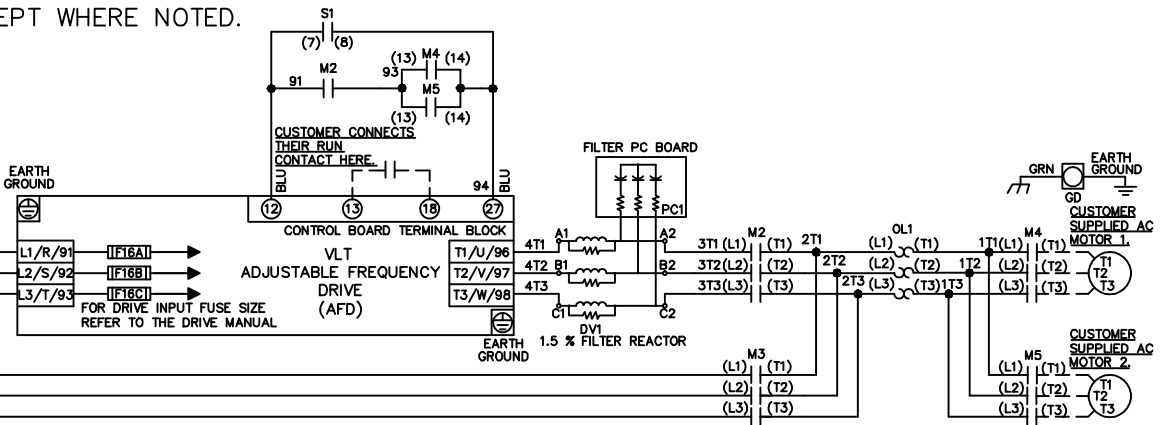 EPT WHERE NOTED.
S1
(7) (8)
M2
91
93
(13) M4 (14)
M5
(13) (14)
CUSTOMER CONNECTS
THEIR RUN
CONTACT HERE.
BLU
94
BLU
EARTH
GROUND
12 13 18 27
CONTROL BOARD TERMINAL BLOCK
L1/R/91
L2/S/92
L3/T/93
F16A
F16B
F16C
FOR DRIVE INPUT FUSE SIZE
REFER TO THE DRIVE MANUAL
VLT
ADJUSTABLE FREQUENCY
DRIVE
(AFD)
T1/U/96
T2/V/97
T3/W/98
EARTH
GROUND
4T1
4T2
4T3
A1
B1
C1
A2
B2
C2
DV1
1.5 % FILTER REACTOR
FILTER PC BOARD
PC1
M2
3T1 (L1) (T1)
3T2 (L2) (T2)
3T3 (L3) (T3)
2T1
2T2
2T3
OL1
(L1) (T1)
(L2) (T2)
(L3) (T3)
1T1
1T2
1T3
M4
(L1) (T1)
(L2) (T2)
(L3) (T3)
GRN
GD
EARTH
GROUND
CUSTOMER
SUPPLIED AC
MOTOR 1.
T1
T2
T3
M3
(L1) (T1)
(L2) (T2)
(L3) (T3)
M5
(L1) (T1)
(L2) (T2)
(L3) (T3)
CUSTOMER
SUPPLIED AC
MOTOR 2.
T1
T2
T3